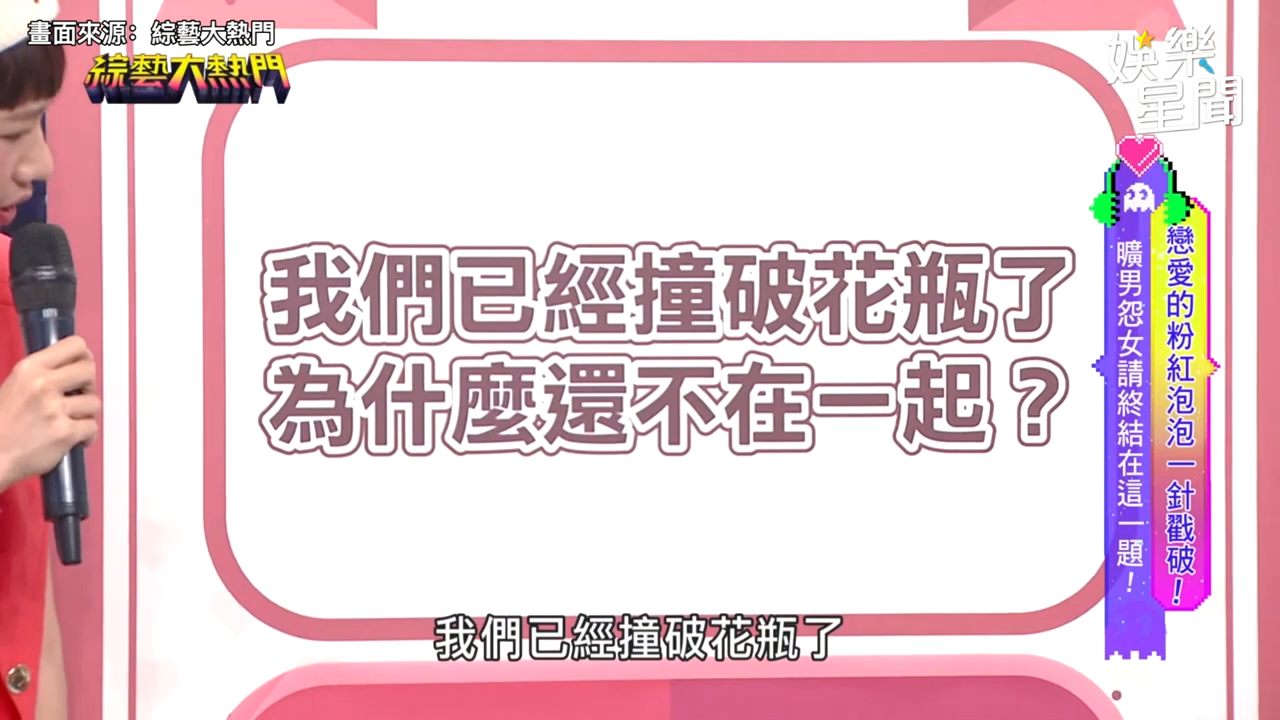 畫面來源：綜藝大熱門
綜藝大熱門
娛樂
星聞
我們已經撞破花瓶了
為什麼還不在一起？
戀愛的粉紅泡泡一針戳破！
曠男怨女請終結在這一題！
我們已經撞破花瓶了